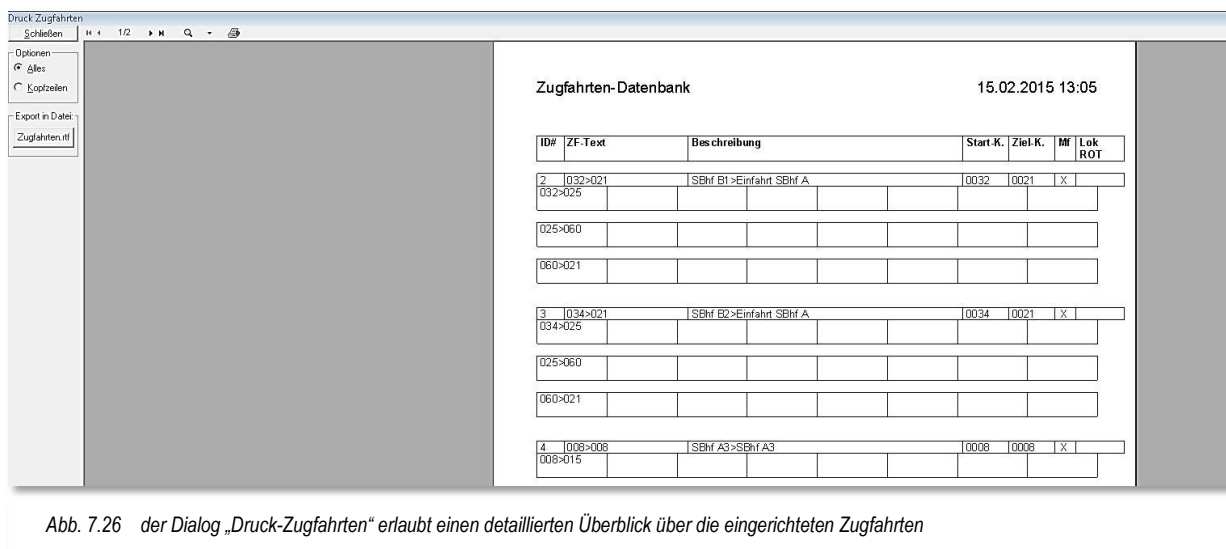 Druck Zugfahrten
Schließen 1/2
Optionen
Alles
Kopfzeilen
Export in Datei:
Zugfahrten.rtf
Zugfahrten-Datenbank 15.02.2015 13:05
ID# ZF-Text Beschreibung Start-K. Ziel-K. Mf Lok ROT
2 032>021 SBhf B1>Einfahrt SBhf A 0032 0021 X
032>025
025>060
060>021
3 034>021 SBhf B2>Einfahrt SBhf A 0034 0021 X
034>025
025>060
060>021
4 008>008 SBhf A3>SBhf A3 0008 0008 X
008>015
Abb. 7.26 der Dialog „Druck-Zugfahrten“ erlaubt einen detaillierten Überblick über die eingerichteten Zugfahrten